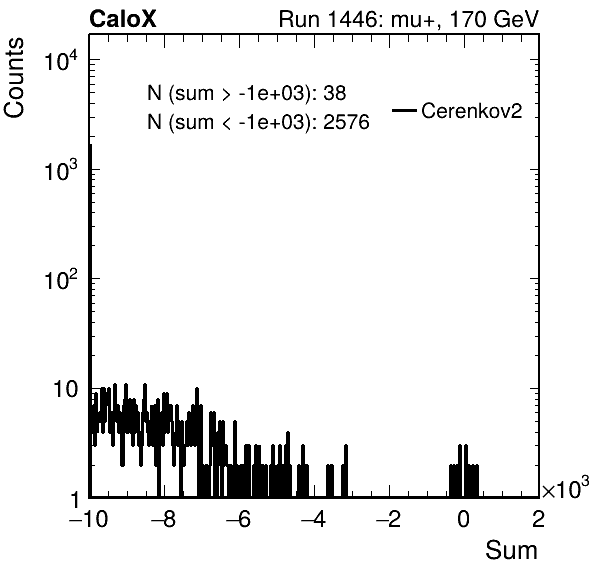 CaloX Run 1446: mu+, 170 GeV
Counts
N (sum > -1e+03): 38
N (sum < -1e+03): 2576
Cerenkov2
10⁴
10³
10²
10
1
−10 −8 −6 −4 −2 0 2
×10³
Sum